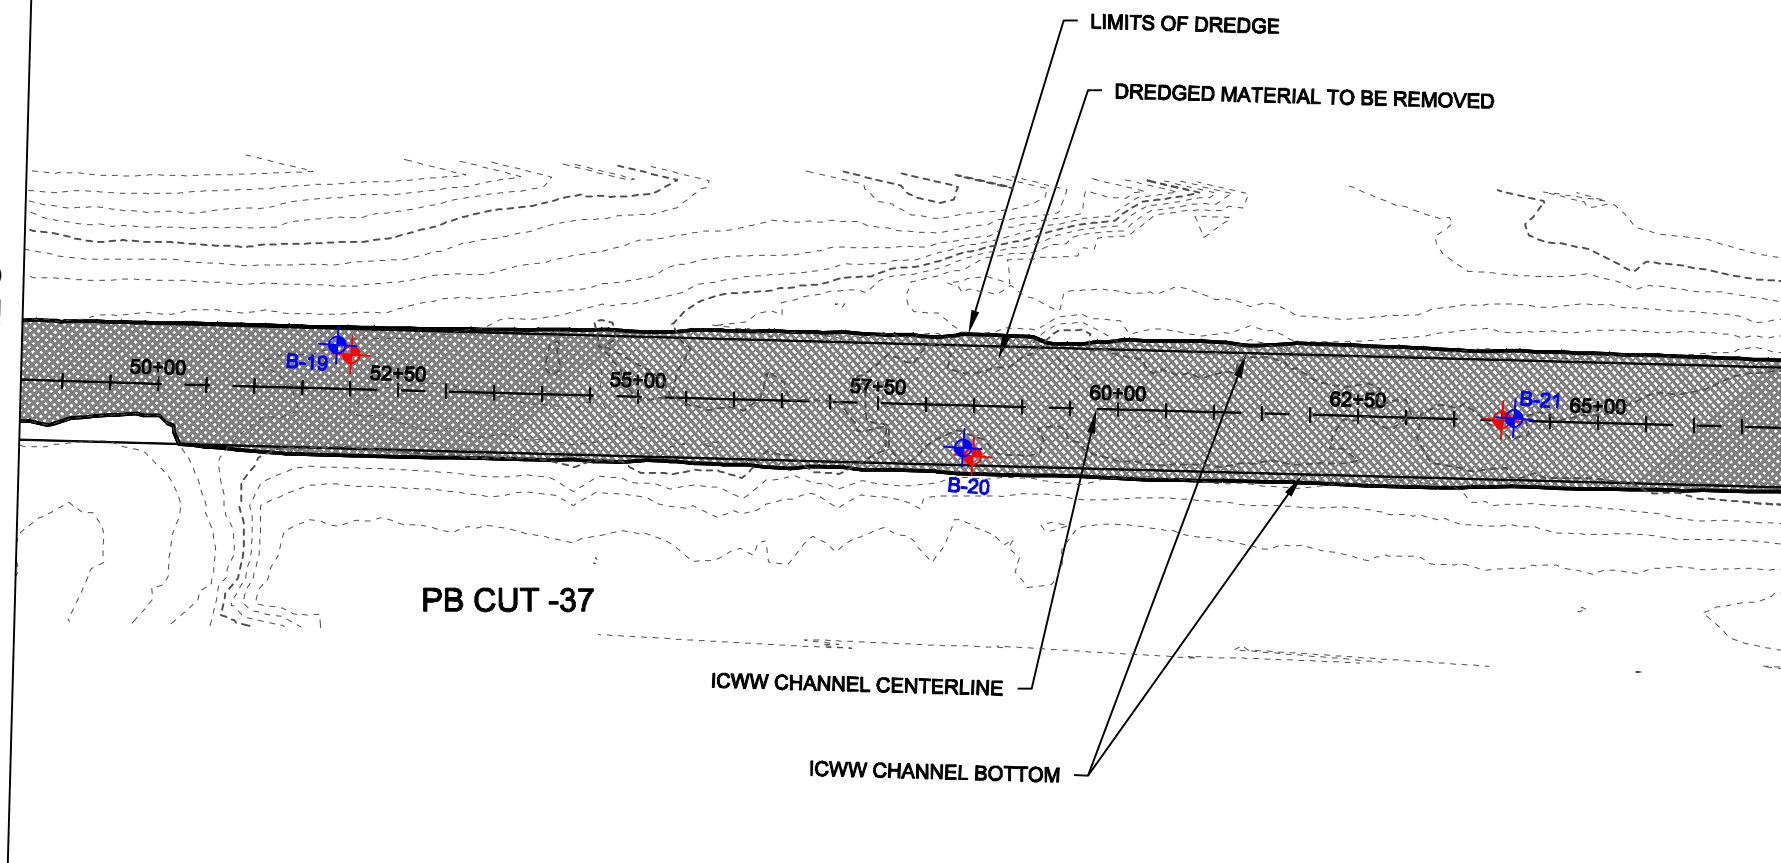 LIMITS OF DREDGE
DREDGED MATERIAL TO BE REMOVED
B-19
50+00
52+50
55+00
57+50
60+00
62+50
B-21
65+00
B-20
PB CUT -37
ICWW CHANNEL CENTERLINE
ICWW CHANNEL BOTTOM